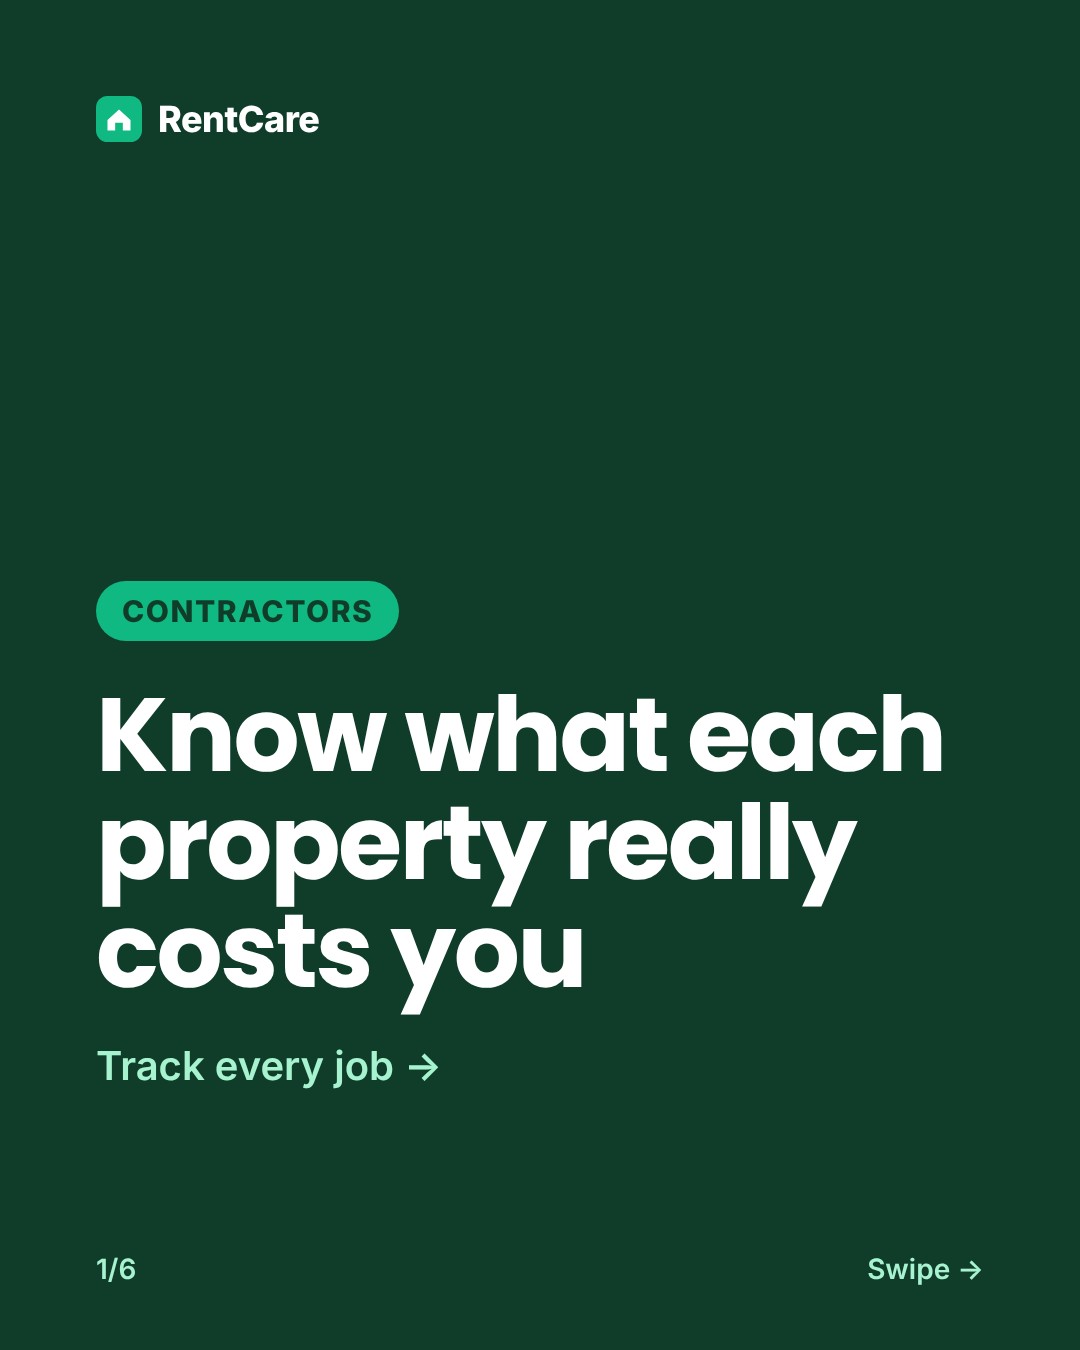 RentCare
CONTRACTORS
Know what each
property really
costs you
Track every job →
1/6
Swipe →